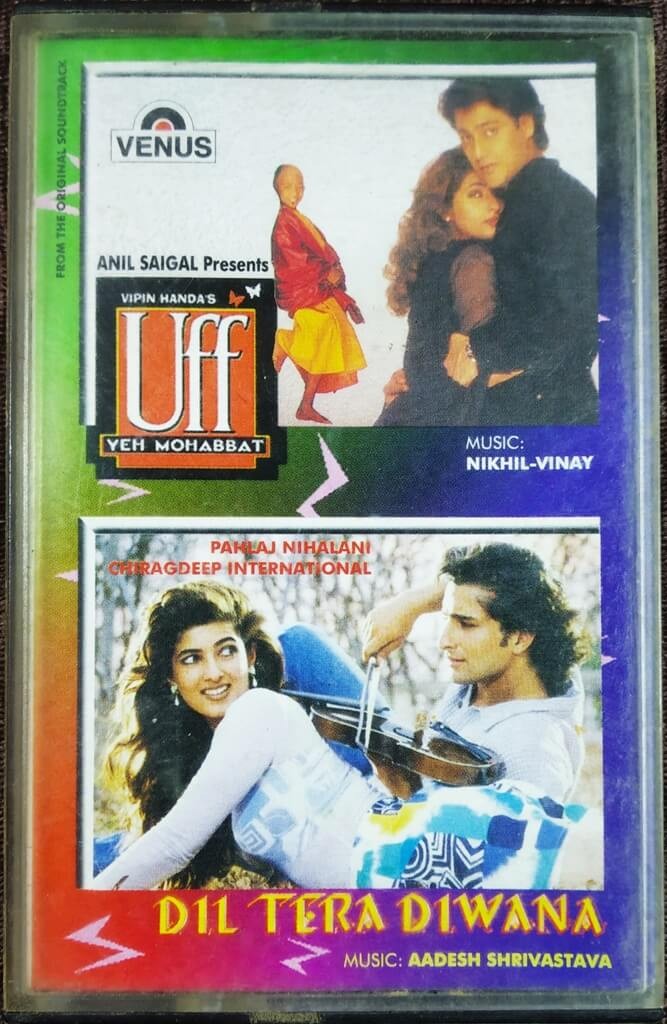 FROM THE ORIGINAL SOUNDTRACK
VENUS
ANIL SAIGAL Presents
VIPIN HANDA'S
Uff
YEH MOHABBAT
MUSIC:
NIKHIL-VINAY
PAHLAJ NIHALANI
CHIRAGDEEP INTERNATIONAL
DIL TERA DIWANA
MUSIC: AADESH SHRIVASTAVA